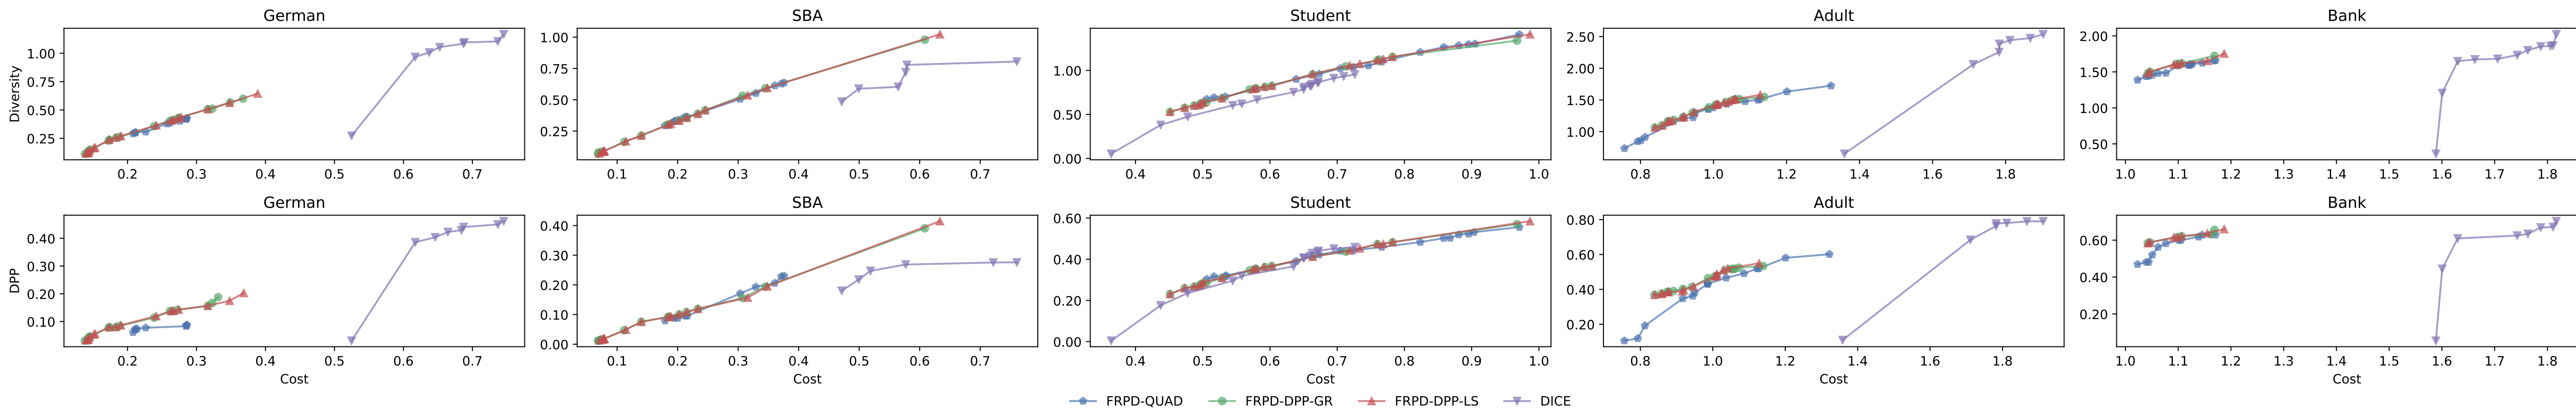 German SBA Student Adult Bank
Diversity
1.00 0.75 0.50 0.25
1.00 0.75 0.50 0.25
1.00 0.50 0.00
2.50 2.00 1.50 1.00
2.00 1.50 1.00 0.50
0.2 0.3 0.4 0.5 0.6 0.7
0.1 0.2 0.3 0.4 0.5 0.6 0.7
0.4 0.5 0.6 0.7 0.8 0.9 1.0
0.8 1.0 1.2 1.4 1.6 1.8
1.0 1.1 1.2 1.3 1.4 1.5 1.6 1.7 1.8
German SBA Student Adult Bank
DPP
0.40 0.30 0.20 0.10
0.40 0.30 0.20 0.10 0.00
0.60 0.40 0.20 0.00
0.80 0.60 0.40 0.20
0.60 0.40 0.20
0.2 0.3 0.4 0.5 0.6 0.7
0.1 0.2 0.3 0.4 0.5 0.6 0.7
0.4 0.5 0.6 0.7 0.8 0.9 1.0
0.8 1.0 1.2 1.4 1.6 1.8
1.0 1.1 1.2 1.3 1.4 1.5 1.6 1.7 1.8
Cost Cost Cost Cost Cost
FRPD-QUAD FRPD-DPP-GR FRPD-DPP-LS DICE